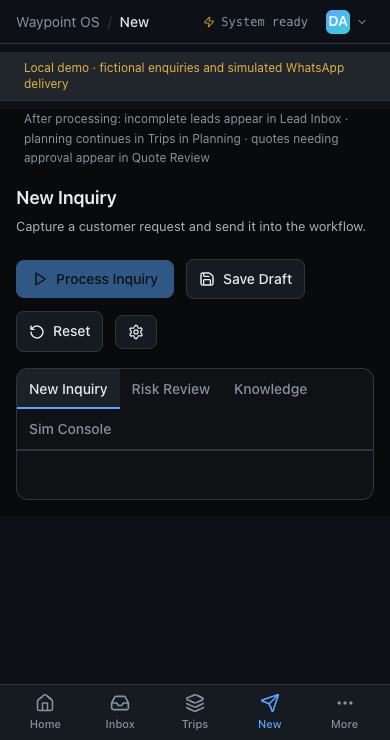 Waypoint OS / New
System ready
DA
Local demo · fictional enquiries and simulated WhatsApp
delivery
After processing: incomplete leads appear in Lead Inbox ·
planning continues in Trips in Planning · quotes needing
approval appear in Quote Review
New Inquiry
Capture a customer request and send it into the workflow.
Process Inquiry
Save Draft
Reset
New Inquiry
Risk Review
Knowledge
Sim Console
Home
Inbox
Trips
New
More